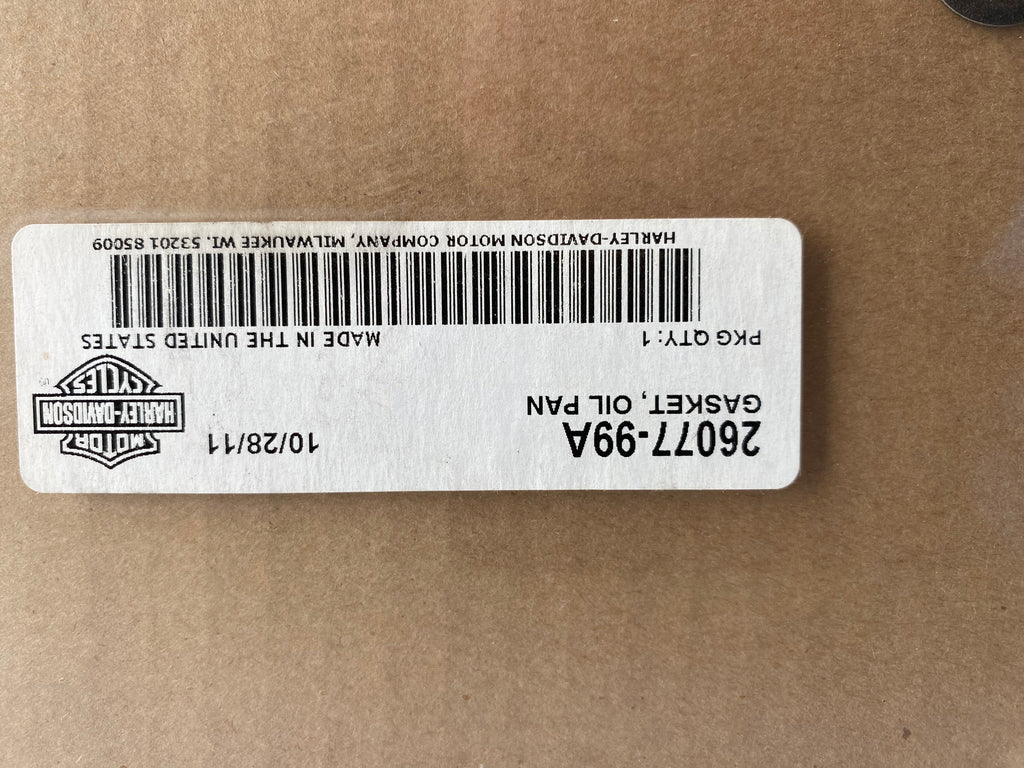 26077-99A
GASKET, OIL PAN
10/28/11
MOTOR
HARLEY-DAVIDSON
CYCLES
PKG QTY: 1 MADE IN THE UNITED STATES
HARLEY-DAVIDSON MOTOR COMPANY, MILWAUKEE WI. 53201 85009